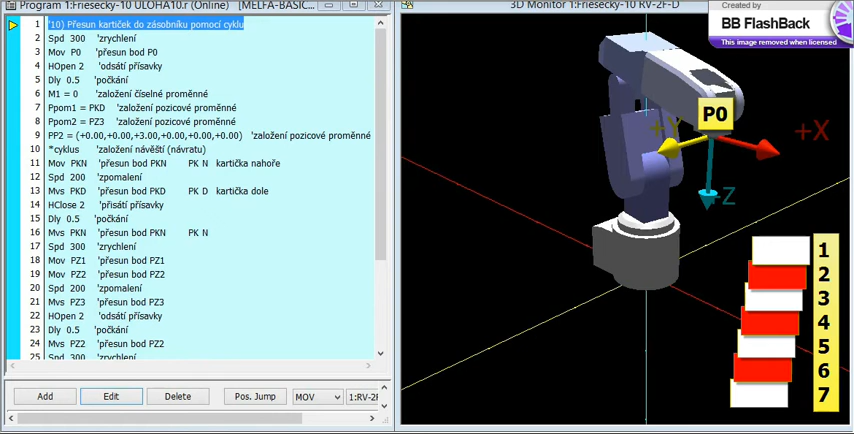 Program 1:Friesecky-10 ULOHA10.r (Online) [MELFA-BASIC
1 '10) Přesun kartiček do zásobníku pomocí cyklu
2 Spd 300 'zrychlení
3 Mov P0 'přesun bod P0
4 HOpen 2 'odsátí přísavky
5 Dly 0.5 'počkání
6 M1 = 0 'založení číselné proměnné
7 Ppom1 = PKD 'založení pozicové proměnné
8 Ppom2 = PZ3 'založení pozicové proměnné
9 PP2 = (+0.00,+0.00,+3.00,+0.00,+0.00,+0.00) 'založení pozicové proměnné
10 *cyklus 'založení návěští (návratu)
11 Mov PKN 'přesun bod PKN PK N kartička nahoře
12 Spd 200 'zpomalení
13 Mvs PKD 'přesun bod PKD PK D kartička dole
14 HClose 2 'přisátí přísavky
15 Dly 0.5 'počkání
16 Mvs PKN 'přesun bod PKN PK N
17 Spd 300 'zrychlení
18 Mov PZ1 'přesun bod PZ1
19 Mov PZ2 'přesun bod PZ2
20 Spd 200 'zpomalení
21 Mvs PZ3 'přesun bod PZ3
22 HOpen 2 'odsátí přísavky
23 Dly 0.5 'počkání
24 Mvs PZ2 'přesun bod PZ2
25 Spd 300 'zrychlení
Add Edit Delete Pos. Jump MOV 1:RV-2F
3D Monitor 1:Friesecky-10 RV-2F-D
Created by
BB FlashBack
This image removed when licensed
P0
+Y
+X
+Z
1
2
3
4
5
6
7